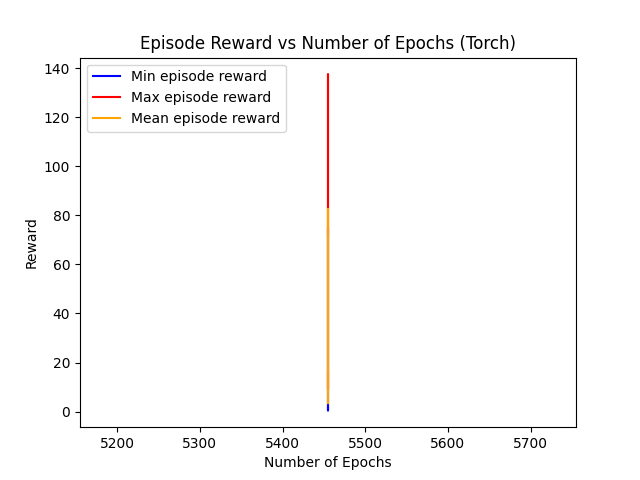 Episode Reward vs Number of Epochs (Torch)
Min episode reward
Max episode reward
Mean episode reward
140
120
100
80
60
40
20
0
Reward
5200 5300 5400 5500 5600 5700
Number of Epochs